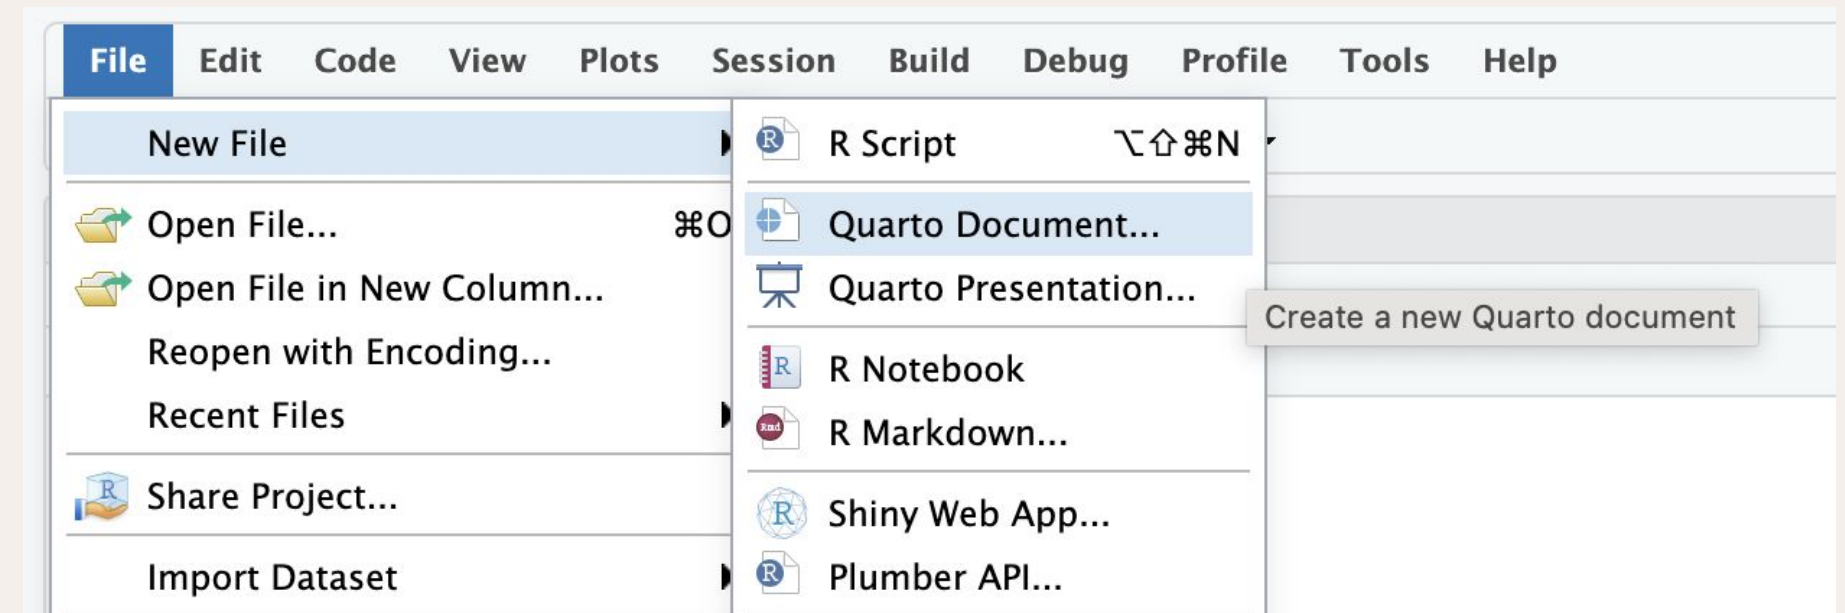 File Edit Code View Plots Session Build Debug Profile Tools Help
New File
Open File... ⌘O
Open File in New Column...
Reopen with Encoding...
Recent Files
Share Project...
Import Dataset
R Script ⌥⇧⌘N
Quarto Document...
Quarto Presentation...
Create a new Quarto document
R Notebook
R Markdown...
Shiny Web App...
Plumber API...